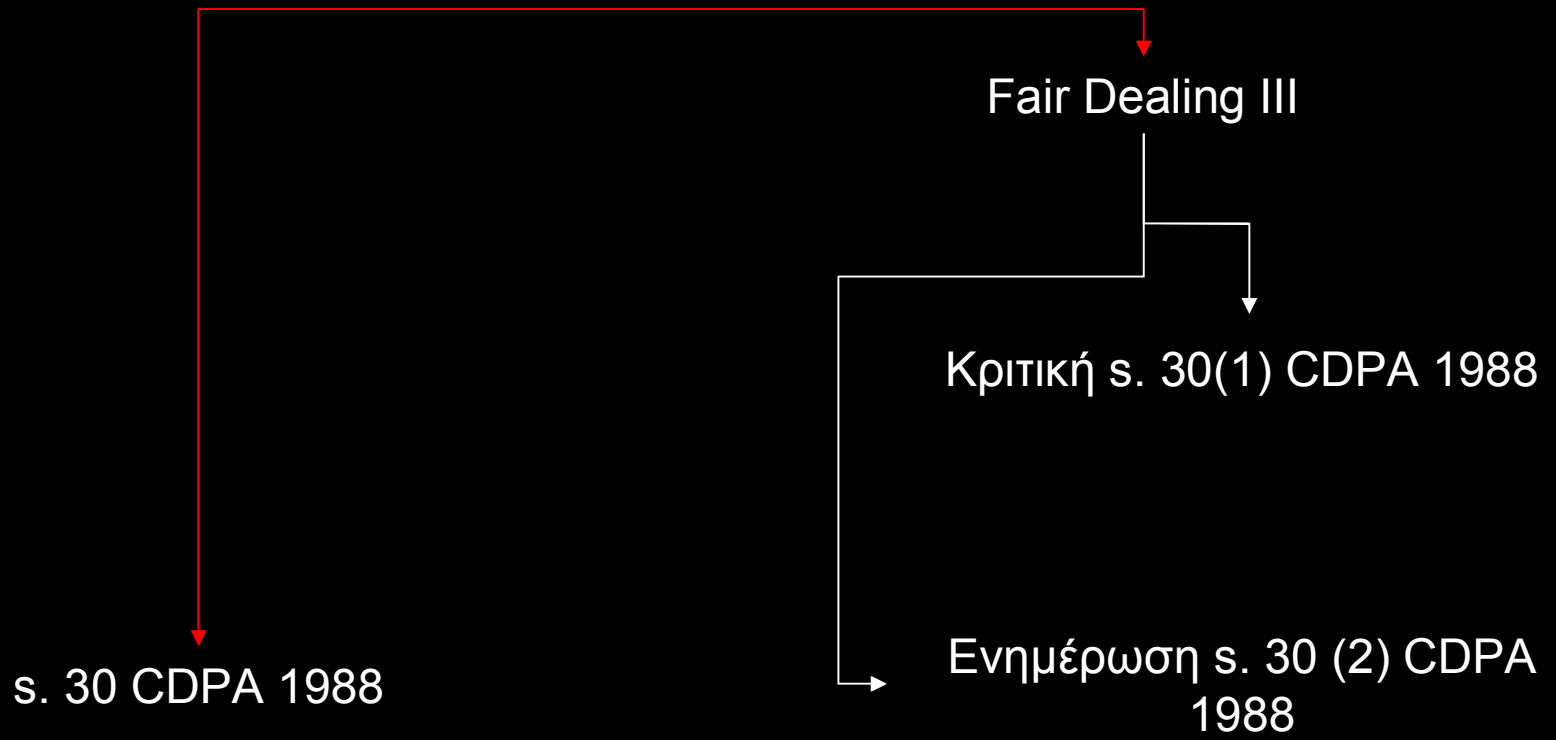 Fair Dealing III
Κριτική s. 30(1) CDPA 1988
s. 30 CDPA 1988
Ενημέρωση s. 30 (2) CDPA
1988